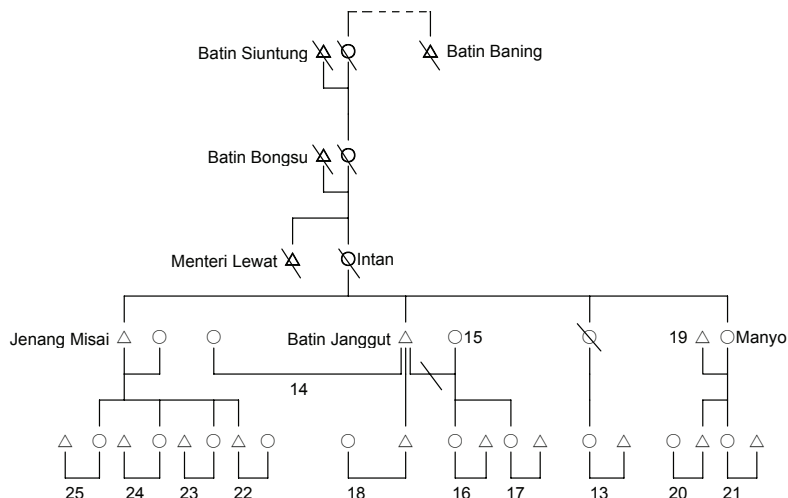 Batin Siuntung
Batin Baning
Batin Bongsu
Menteri Lewat
Intan
Jenang Misai
Batin Janggut
15
19
Manyo
14
25
24
23
22
18
16
17
13
20
21